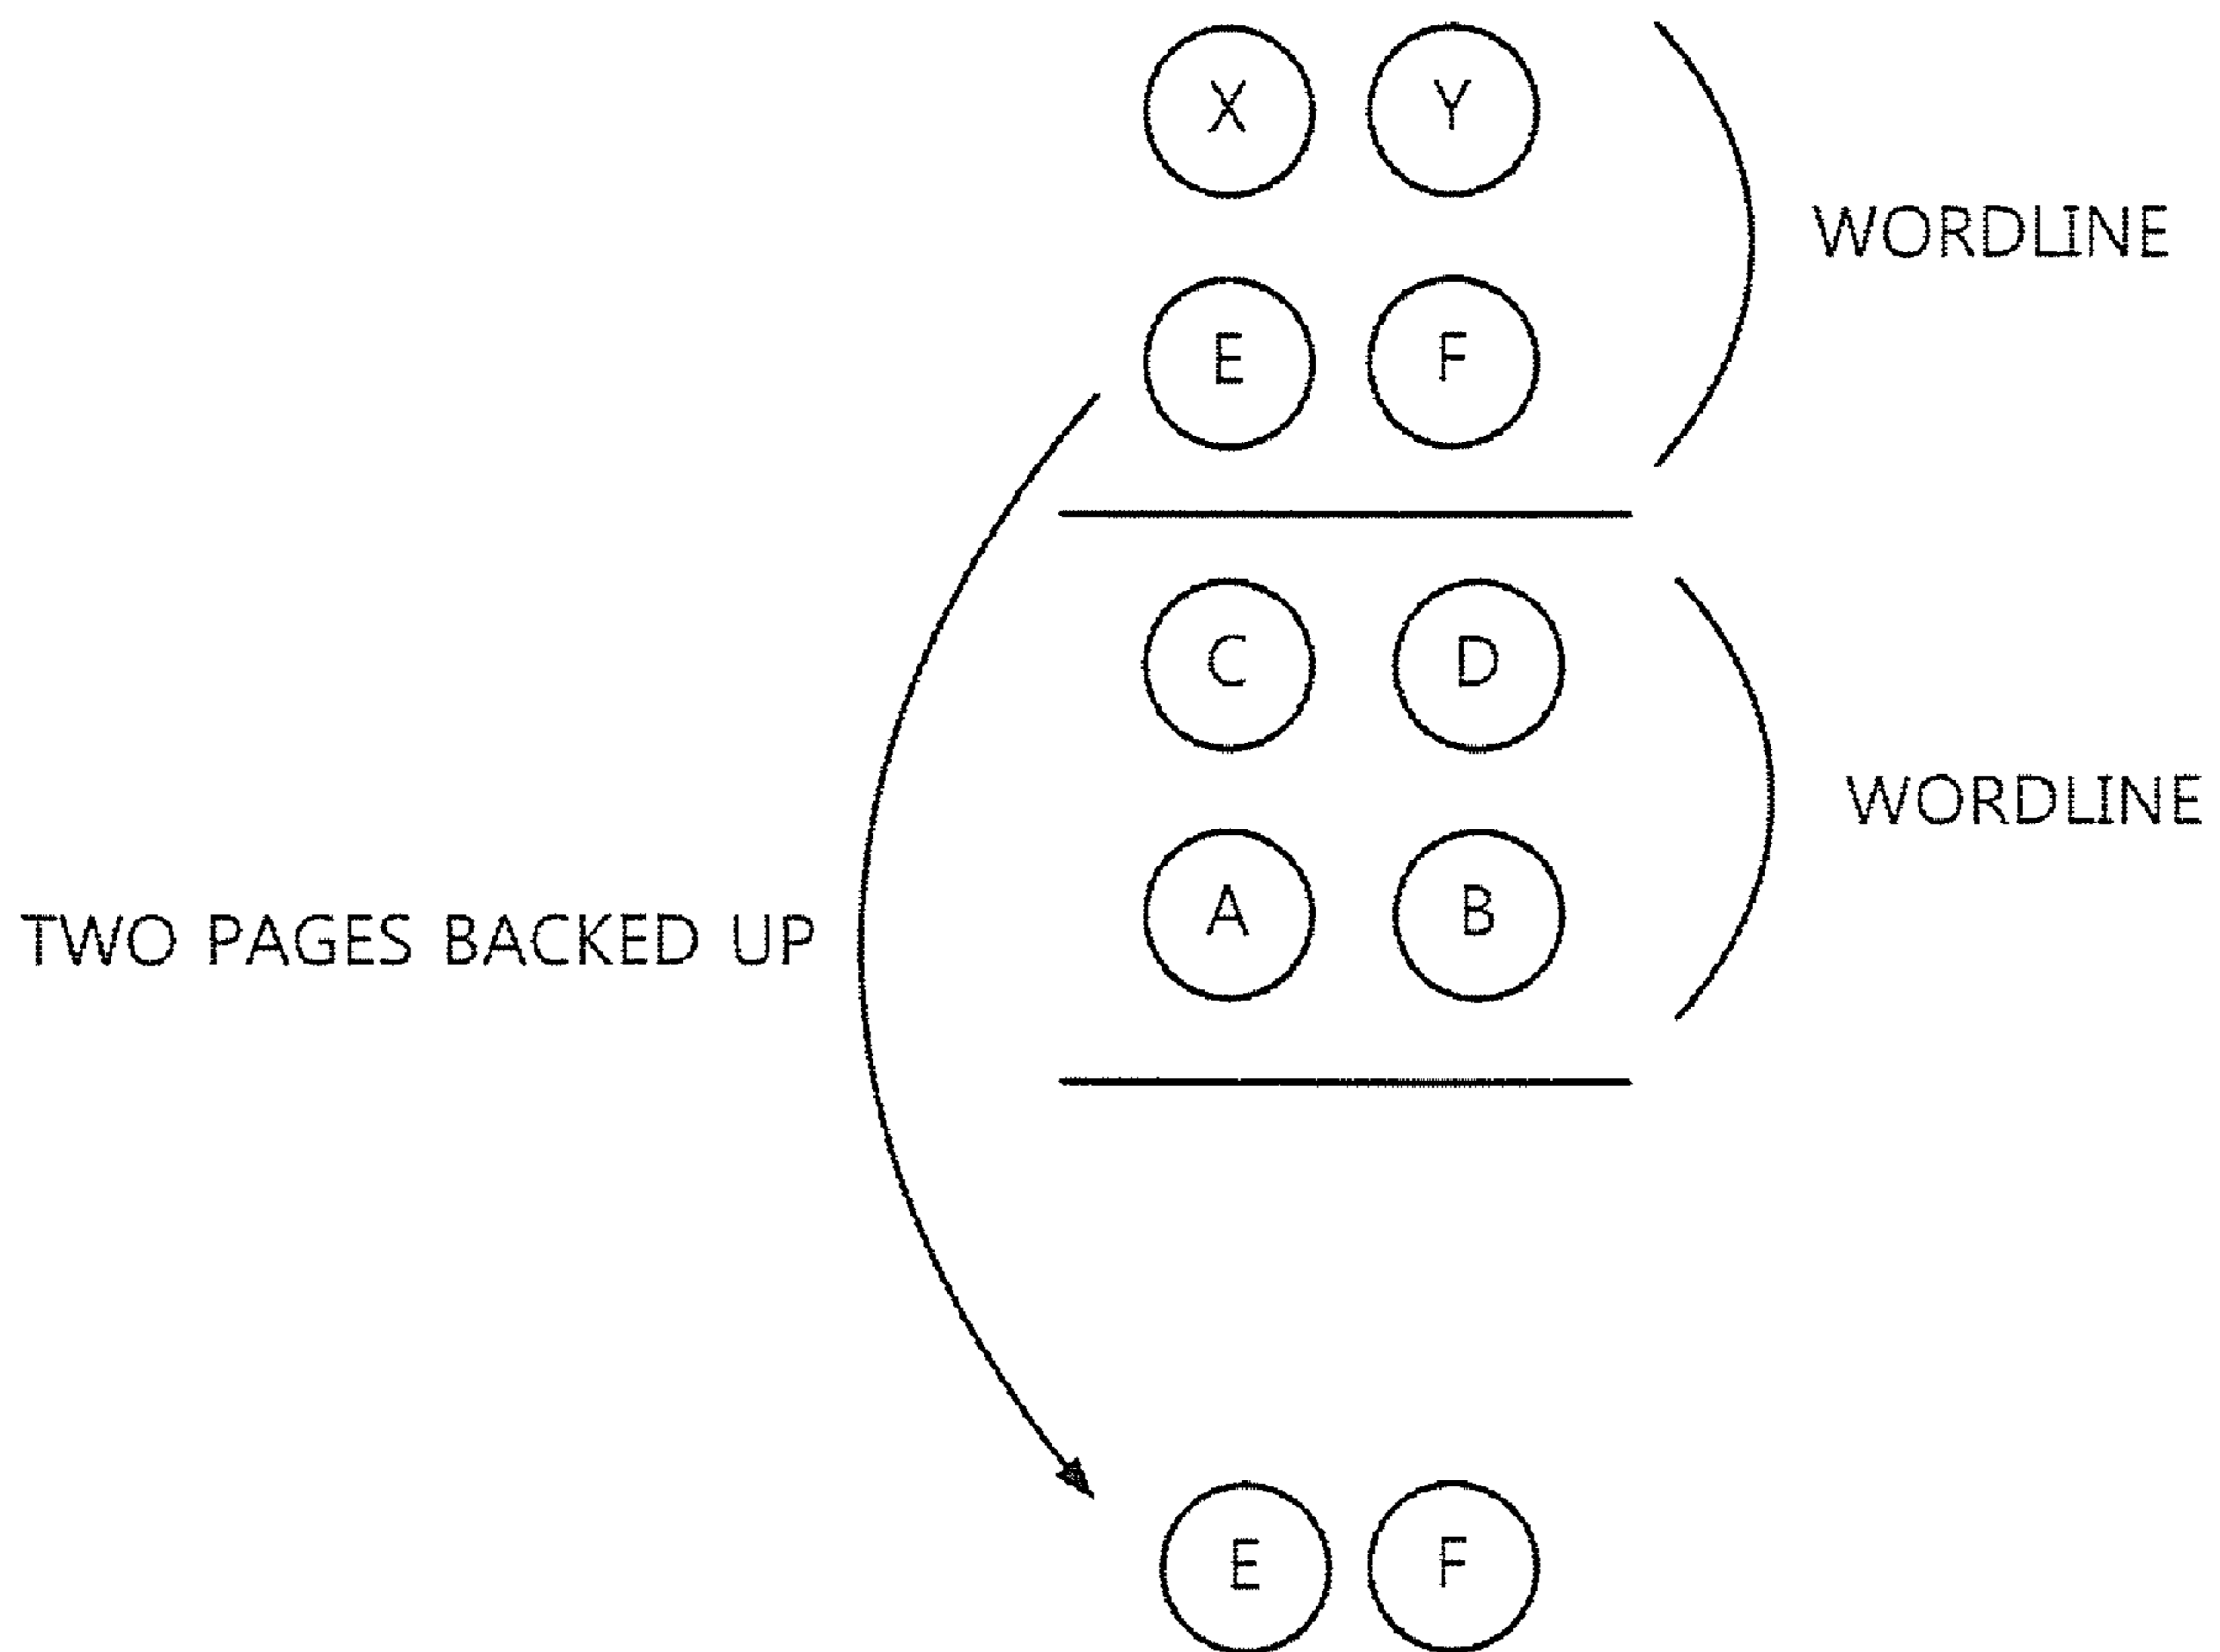 X Y
WORDLINE
E F
C D
WORDLINE
A B
TWO PAGES BACKED UP
E F